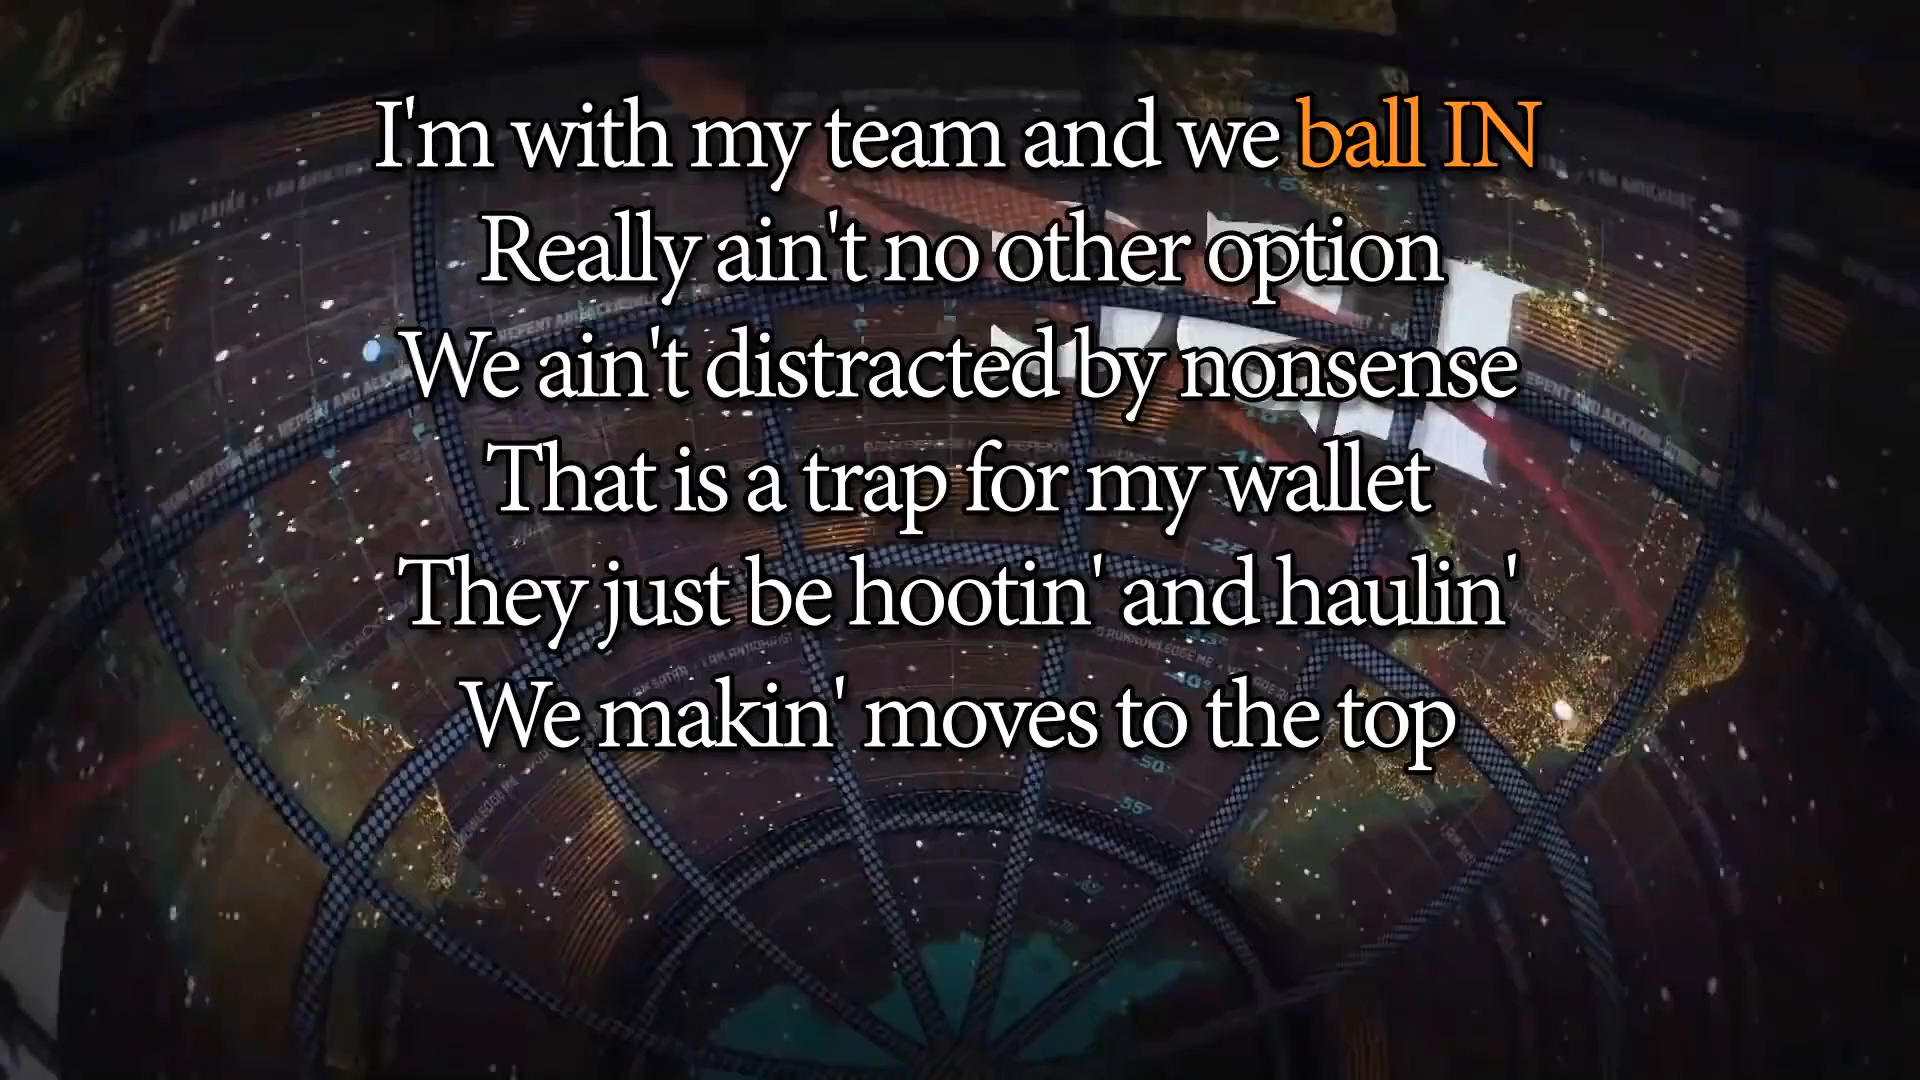 I'm with my team and we ball IN
Really ain't no other option
We ain't distracted by nonsense
That is a trap for my wallet
They just be hootin' and haulin'
We makin' moves to the top